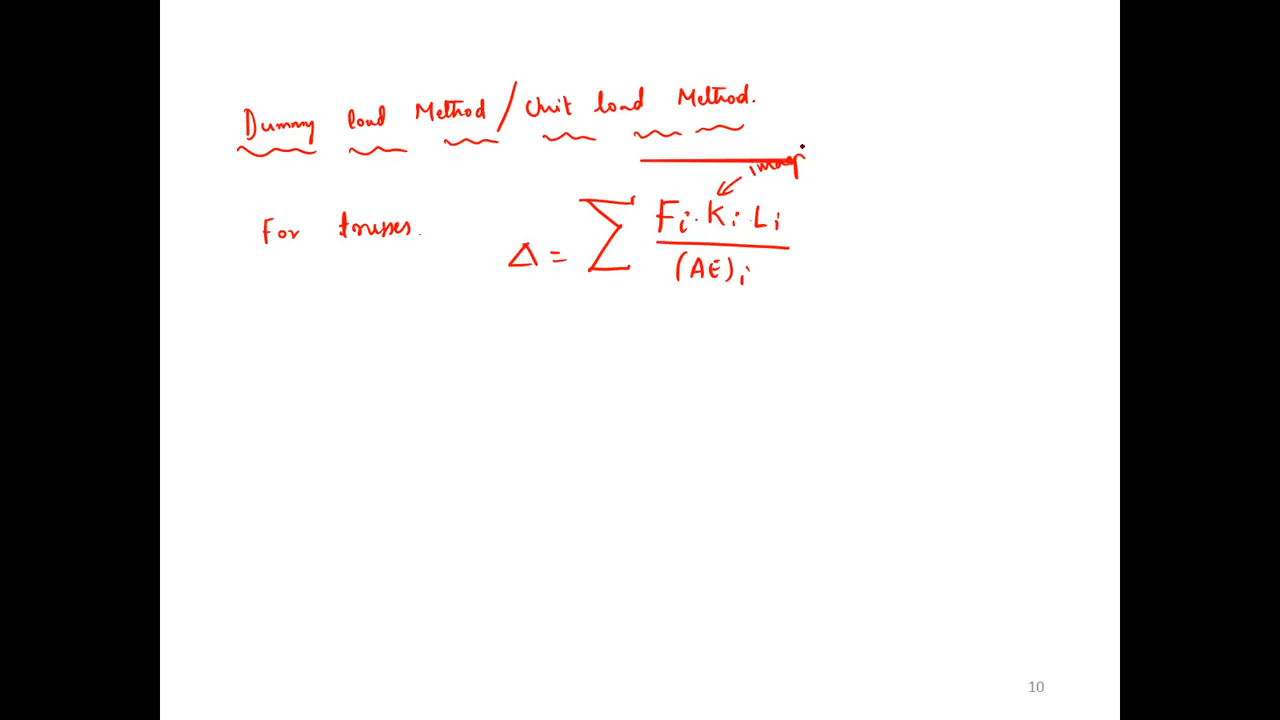 Dummy load Method / Unit load Method.
For trusses.
Δ = Σ Fi · Ki · Li / (AE)i
10